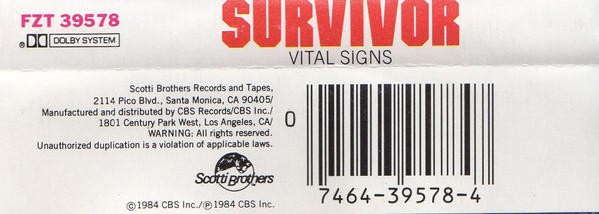 FZT 39578
SURVIVOR
® DOLBY SYSTEM
VITAL SIGNS
Scotti Brothers Records and Tapes,
2114 Pico Blvd., Santa Monica, CA 90405/
Manufactured and distributed by CBS Records/CBS Inc./
1801 Century Park West, Los Angeles, CA/
WARNING: All rights reserved.
Unauthorized duplication is a violation of applicable laws.
Scotti Brothers
©1984 CBS Inc./℗1984 CBS Inc.
0
7464-39578-4